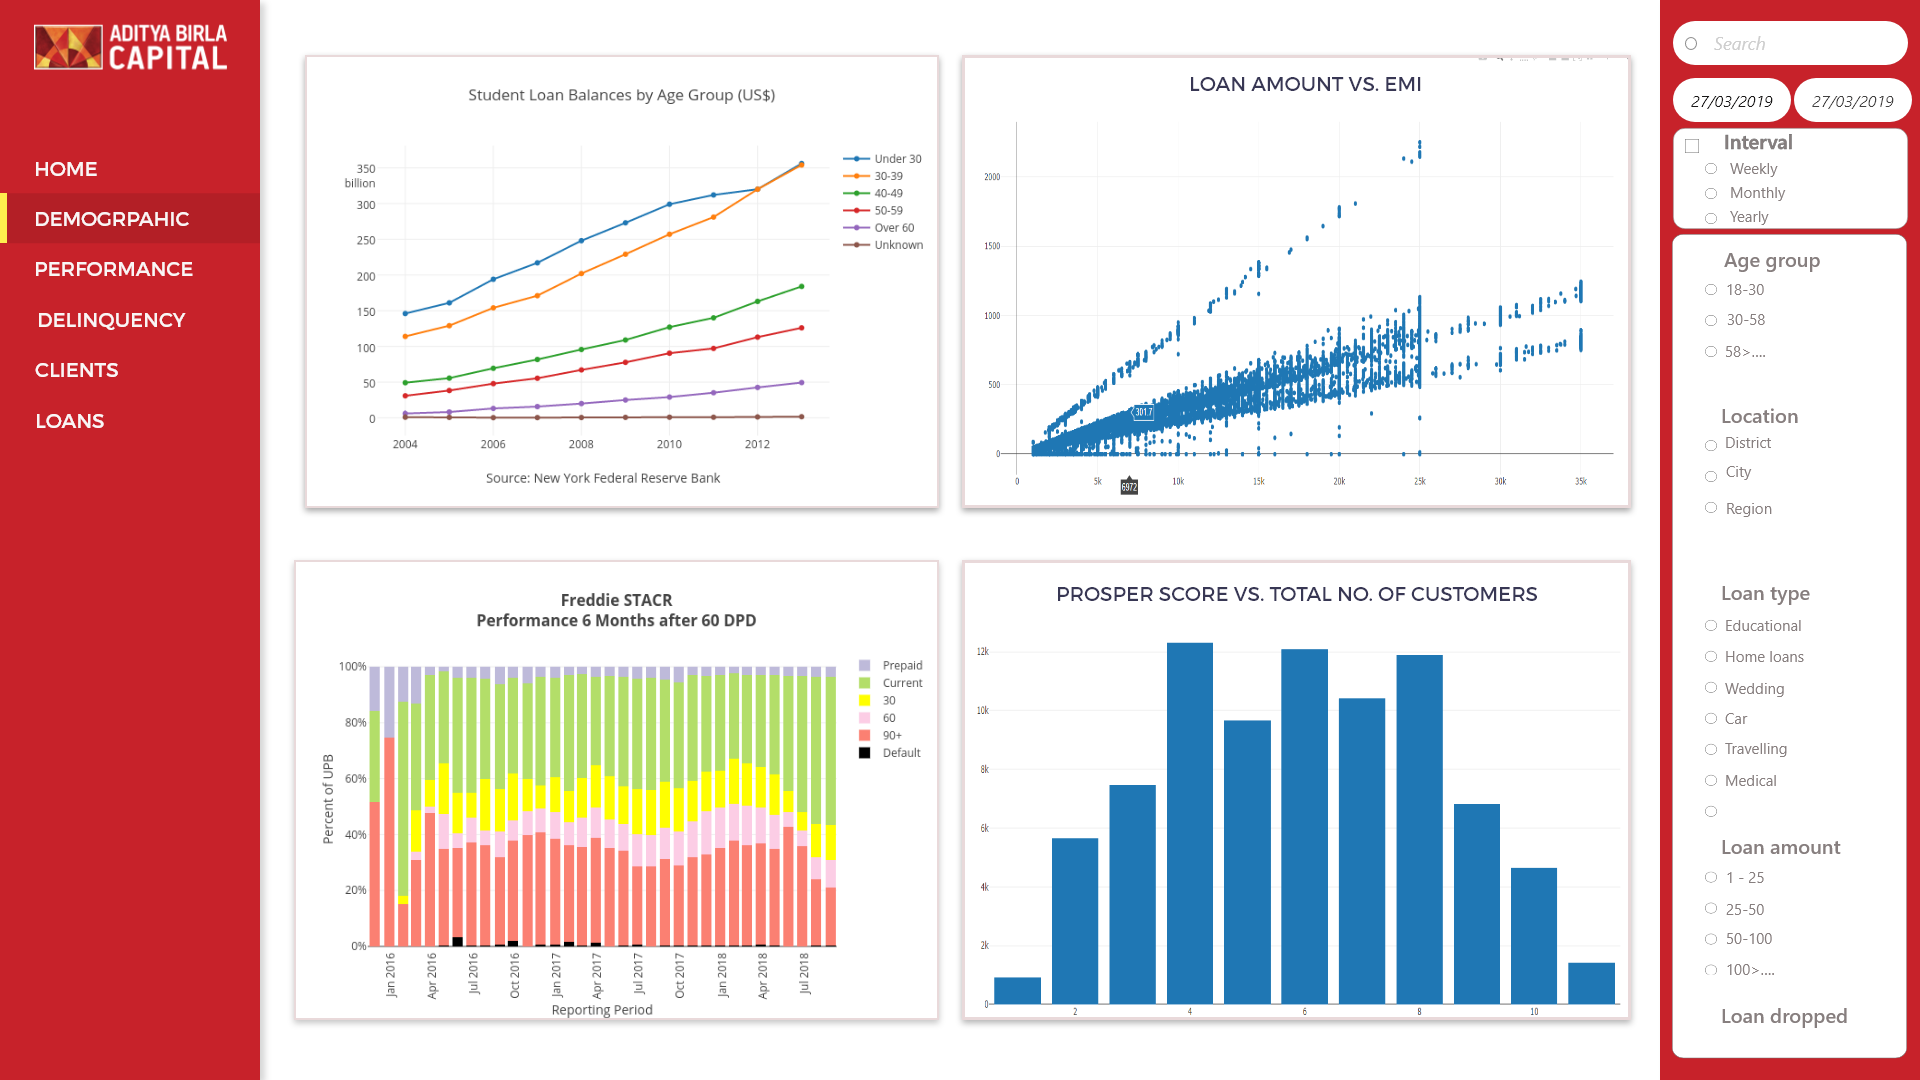 ADITYA BIRLA
CAPITAL
HOME
DEMOGRPAHIC
PERFORMANCE
DELINQUENCY
CLIENTS
LOANS
Student Loan Balances by Age Group (US$)
350
billion
300
250
200
150
100
50
0
2004
2006
2008
2010
2012
Source: New York Federal Reserve Bank
Under 30
30-39
40-49
50-59
Over 60
Unknown
LOAN AMOUNT VS. EMI
2000
1500
1000
500
0
301.7
6972
0
5k
10k
15k
20k
25k
30k
35k
Freddie STACR
Performance 6 Months after 60 DPD
Percent of UPB
100%
80%
60%
40%
20%
0%
Jan 2016
Apr 2016
Jul 2016
Oct 2016
Jan 2017
Apr 2017
Jul 2017
Oct 2017
Jan 2018
Apr 2018
Jul 2018
Reporting Period
Prepaid
Current
30
60
90+
Default
PROSPER SCORE VS. TOTAL NO. OF CUSTOMERS
12k
10k
8k
6k
4k
2k
0
2
4
6
8
10
Search
27/03/2019
27/03/2019
Interval
Weekly
Monthly
Yearly
Age group
18-30
30-58
58>....
Location
District
City
Region
Loan type
Educational
Home loans
Wedding
Car
Travelling
Medical
Loan amount
1 - 25
25-50
50-100
100>....
Loan dropped